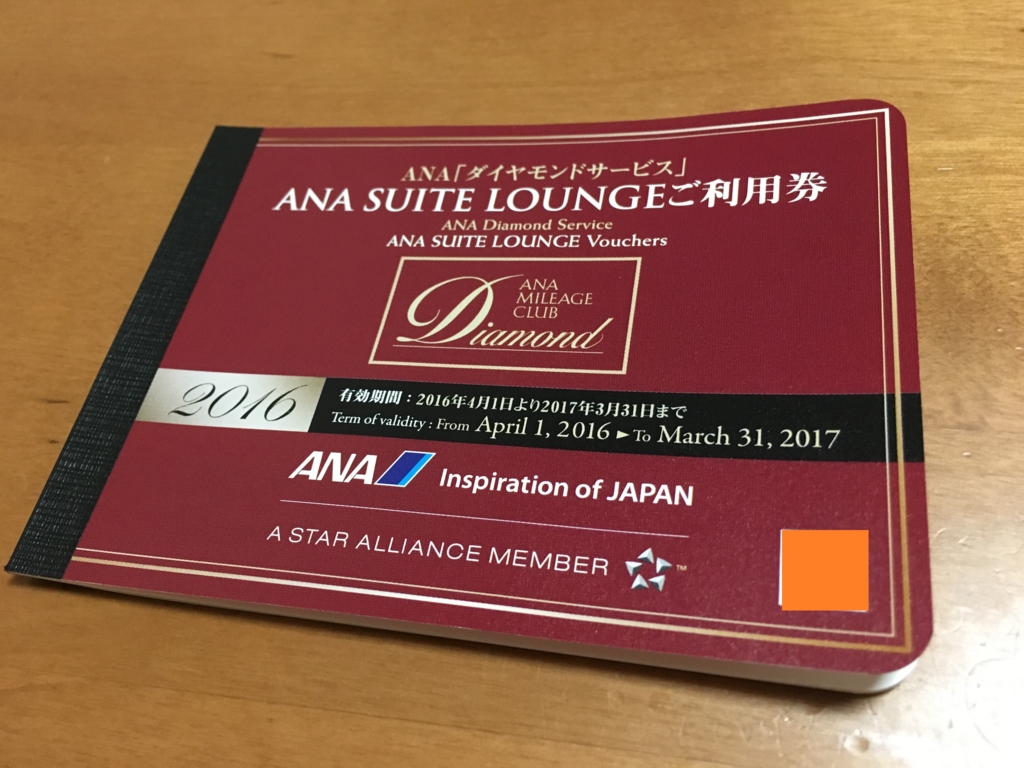 ANA「ダイヤモンドサービス」
ANA SUITE LOUNGEご利用券
ANA Diamond Service
ANA SUITE LOUNGE Vouchers
ANA
MILEAGE
CLUB
Diamond
2016
有効期間：2016年4月1日より2017年3月31日まで
Term of validity : From April 1, 2016 ► To March 31, 2017
ANA Inspiration of JAPAN
A STAR ALLIANCE MEMBER ™